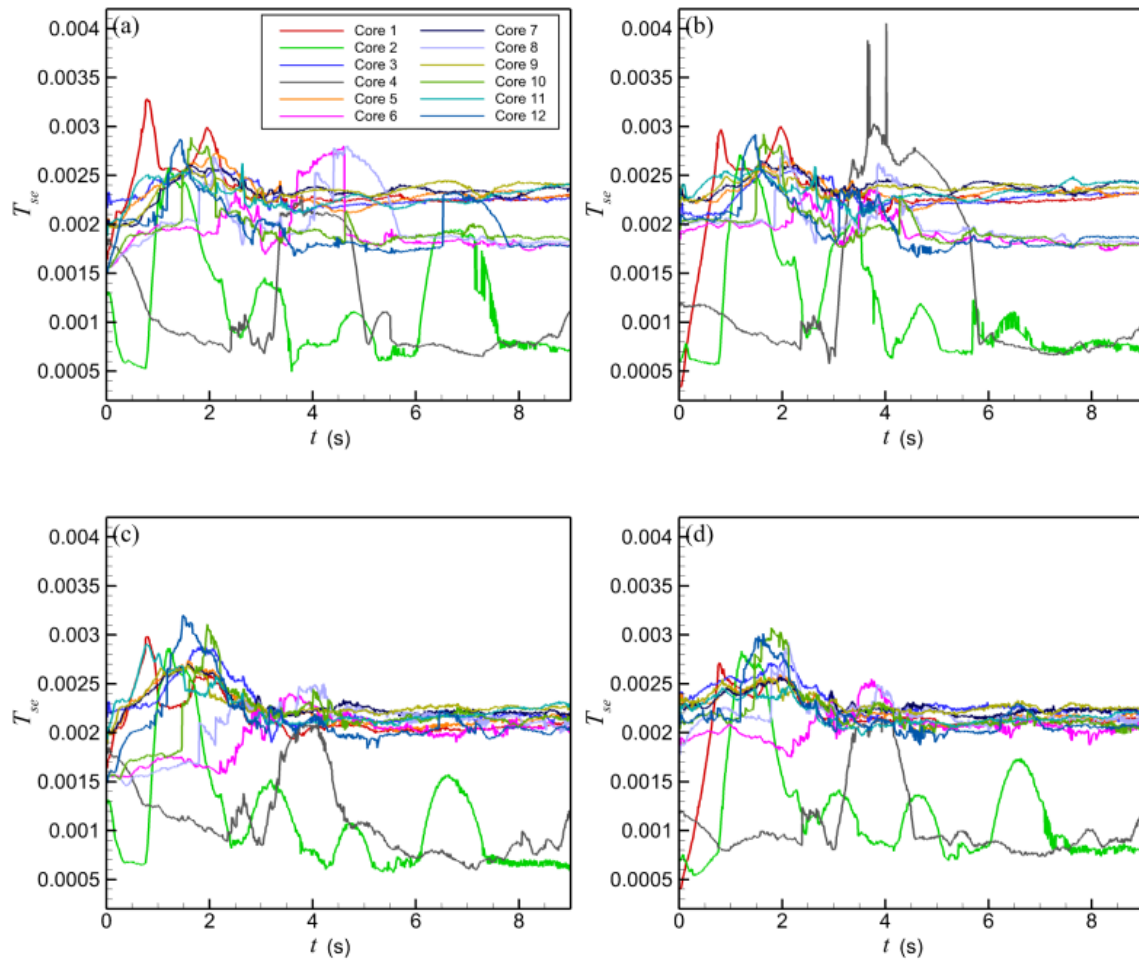 (a)
Core 1 Core 7
Core 2 Core 8
Core 3 Core 9
Core 4 Core 10
Core 5 Core 11
Core 6 Core 12
0.004
0.0035
0.003
0.0025
0.002
0.0015
0.001
0.0005
T_se
0 2 4 6 8
t (s)
(b)
0.004
0.0035
0.003
0.0025
0.002
0.0015
0.001
0.0005
T_se
0 2 4 6 8
t (s)
(c)
0.004
0.0035
0.003
0.0025
0.002
0.0015
0.001
0.0005
T_se
0 2 4 6 8
t (s)
(d)
0.004
0.0035
0.003
0.0025
0.002
0.0015
0.001
0.0005
T_se
0 2 4 6 8
t (s)